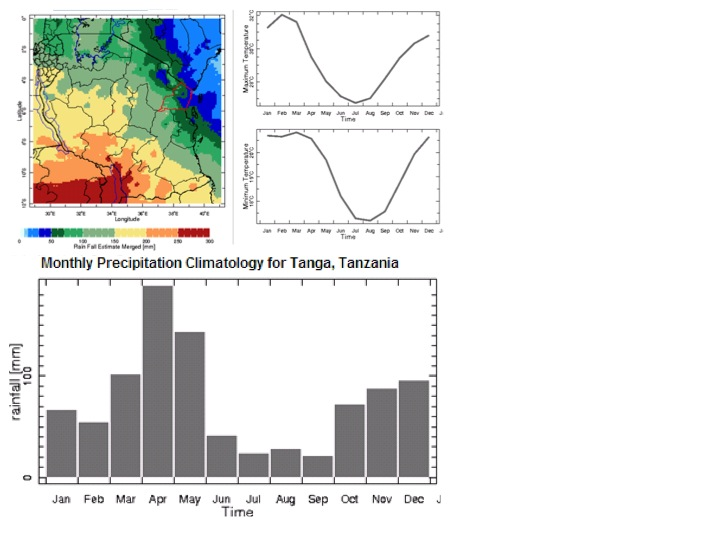 Latitude
30°E 32°E 34°E 36°E 38°E 40°E
Longitude
0 50 100 150 200 250 300
Rain Fall Estimate Merged [mm]
Maximum Temperature
Jan Feb Mar Apr May Jun Jul Aug Sep Oct Nov Dec J
Time
Minimum Temperature
Jan Feb Mar Apr May Jun Jul Aug Sep Oct Nov Dec J
Time
Monthly Precipitation Climatology for Tanga, Tanzania
rainfall [mm]
100
0
Jan Feb Mar Apr May Jun Jul Aug Sep Oct Nov Dec J
Time